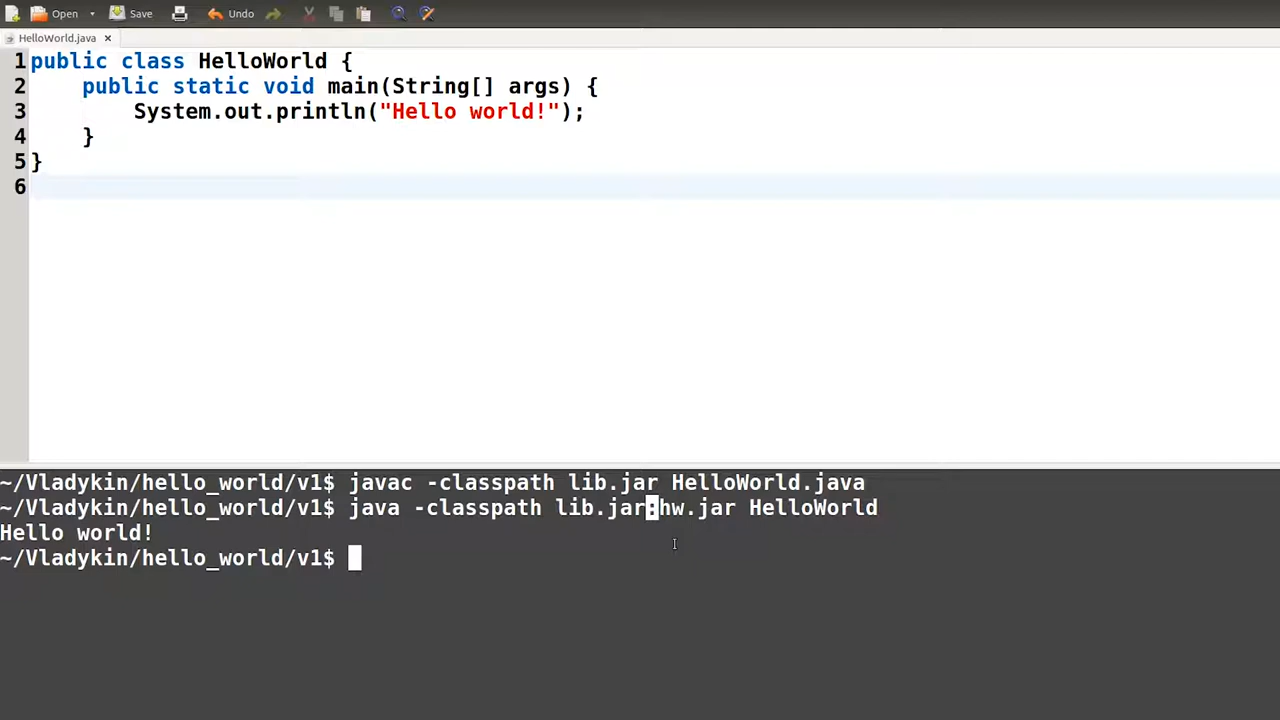 Open Save Undo
HelloWorld.java
1 public class HelloWorld {
2     public static void main(String[] args) {
3         System.out.println("Hello world!");
4     }
5 }
6
~/Vladykin/hello_world/v1$ javac -classpath lib.jar HelloWorld.java
~/Vladykin/hello_world/v1$ java -classpath lib.jar:hw.jar HelloWorld
Hello world!
~/Vladykin/hello_world/v1$